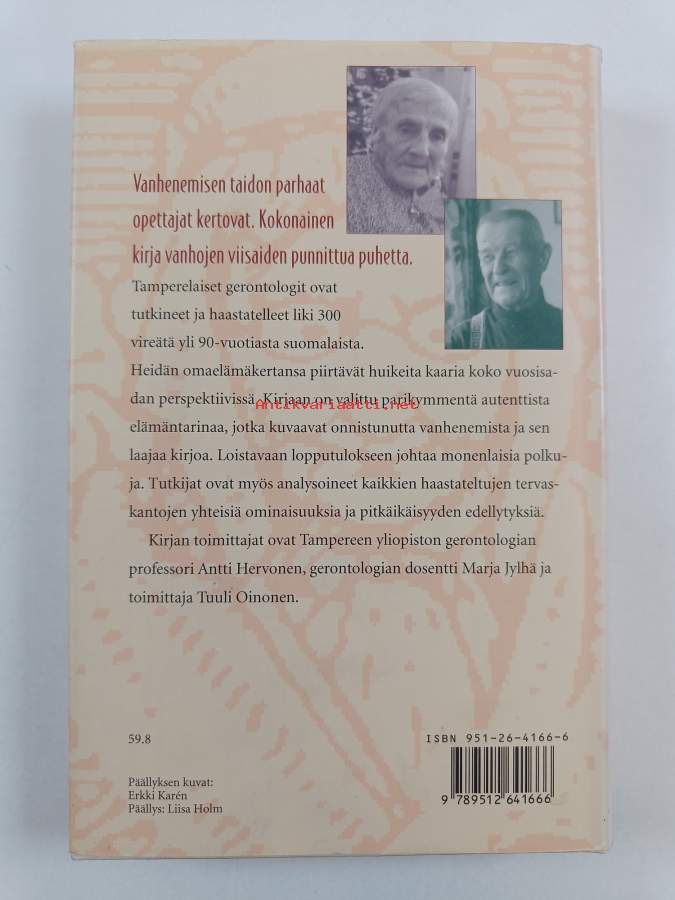 Vanhenemisen taidon parhaat
opettajat kertovat. Kokonainen
kirja vanhojen viisaiden punnittua puhetta.
Tamperelaiset gerontologit ovat
tutkineet ja haastatelleet liki 300
vireätä yli 90-vuotiasta suomalaista.
Heidän omaelämäkertansa piirtävät huikeita kaaria koko vuosisa-
dan perspektiivissä. Kirjaan on valittu parikymmentä autenttista
Antikvariaatti.net
elämäntarinaa, jotka kuvaavat onnistunutta vanhenemista ja sen
laajaa kirjoa. Loistavaan lopputulokseen johtaa monenlaisia polku-
ja. Tutkijat ovat myös analysoineet kaikkien haastateltujen tervas-
kantojen yhteisiä ominaisuuksia ja pitkäikäisyyden edellytyksiä.
Kirjan toimittajat ovat Tampereen yliopiston gerontologian
professori Antti Hervonen, gerontologian dosentti Marja Jylhä ja
toimittaja Tuuli Oinonen.
59.8
ISBN 951-26-4166-6
Päällyksen kuvat:
Erkki Karén
Päällys: Liisa Holm
9 789512 641666